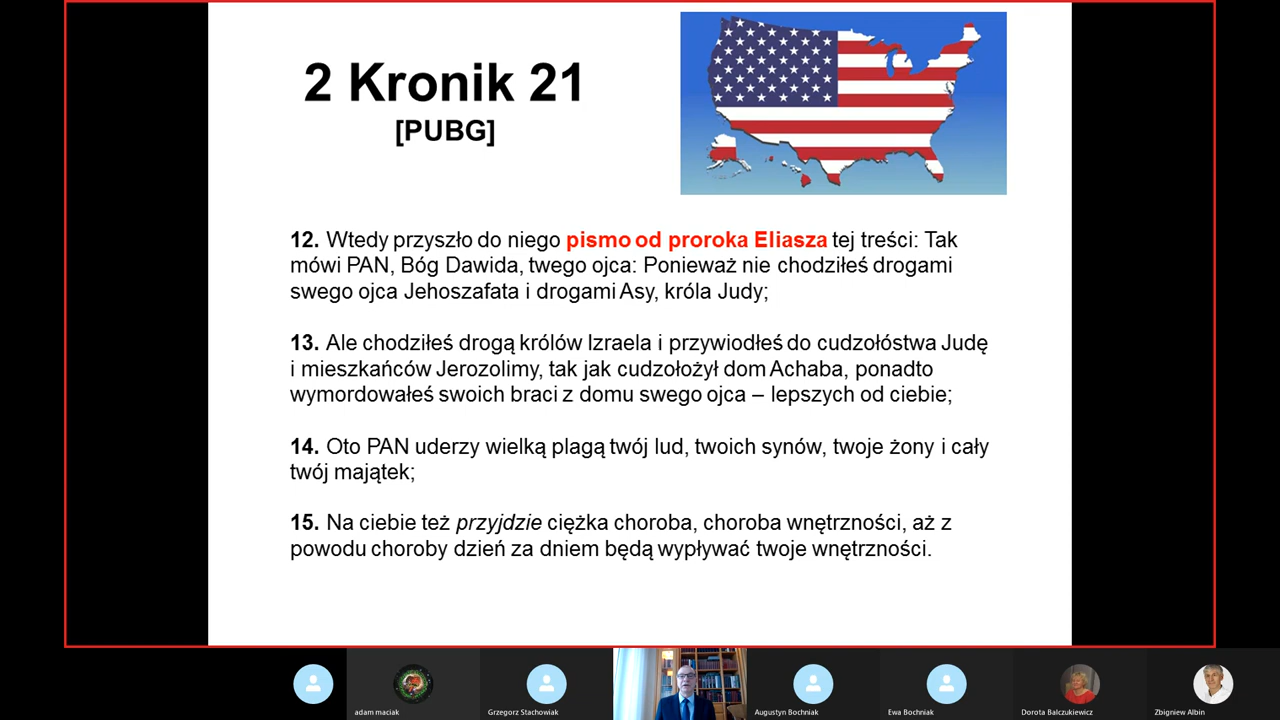 2 Kronik 21
[PUBG]
12. Wtedy przyszło do niego pismo od proroka Eliasza tej treści: Tak
mówi PAN, Bóg Dawida, twego ojca: Ponieważ nie chodziłeś drogami
swego ojca Jehoszafata i drogami Asy, króla Judy;
13. Ale chodziłeś drogą królów Izraela i przywiodłeś do cudzołóstwa Judę
i mieszkańców Jerozolimy, tak jak cudzołożył dom Achaba, ponadto
wymordowałeś swoich braci z domu swego ojca – lepszych od ciebie;
14. Oto PAN uderzy wielką plagą twój lud, twoich synów, twoje żony i cały
twój majątek;
15. Na ciebie też przyjdzie ciężka choroba, choroba wnętrzności, aż z
powodu choroby dzień za dniem będą wypływać twoje wnętrzności.
adam maciak
Grzegorz Stachowiak
Augustyn Bochniak
Ewa Bochniak
Dorota Balczukiewicz
Zbigniew Albin